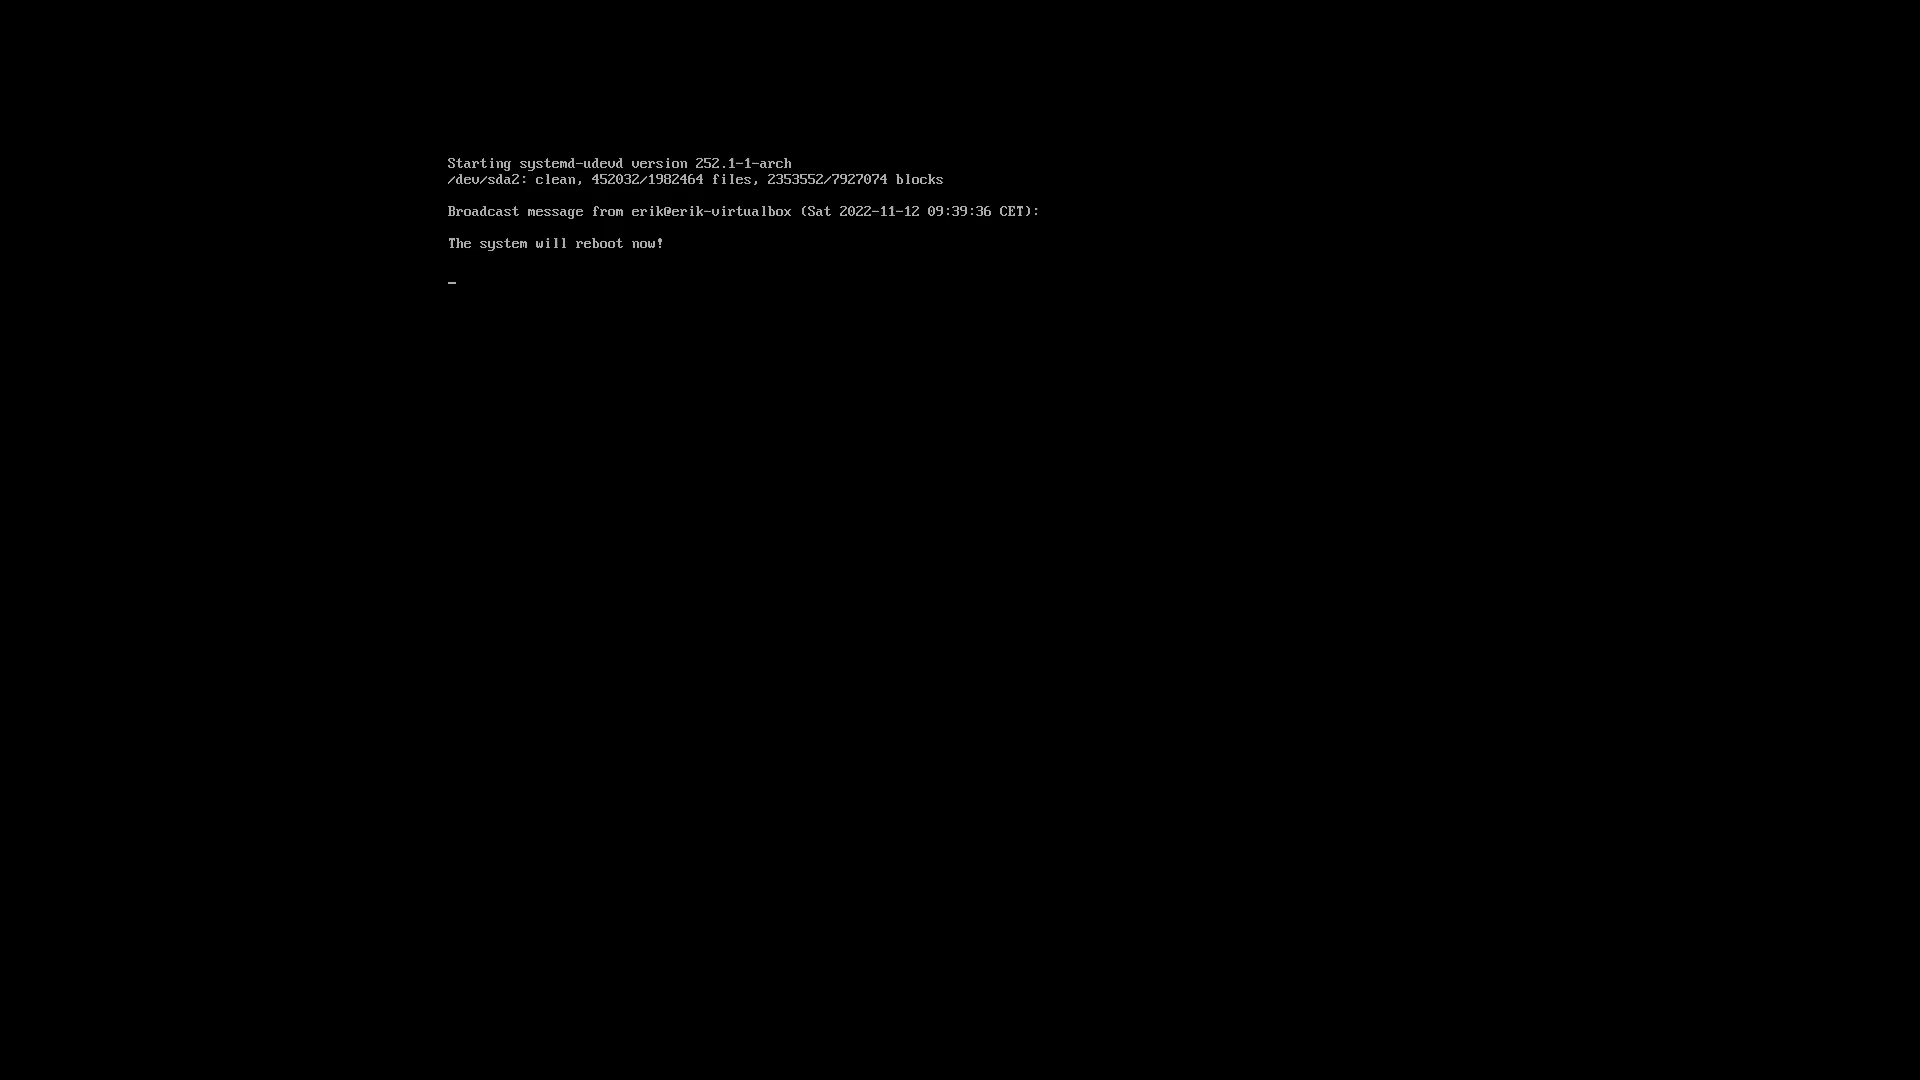 Starting systemd-udevd version 252.1-1-arch
/dev/sda2: clean, 452032/1982464 files, 2353552/7927074 blocks
Broadcast message from erik@erik-virtualbox (Sat 2022-11-12 09:39:36 CET):
The system will reboot now!